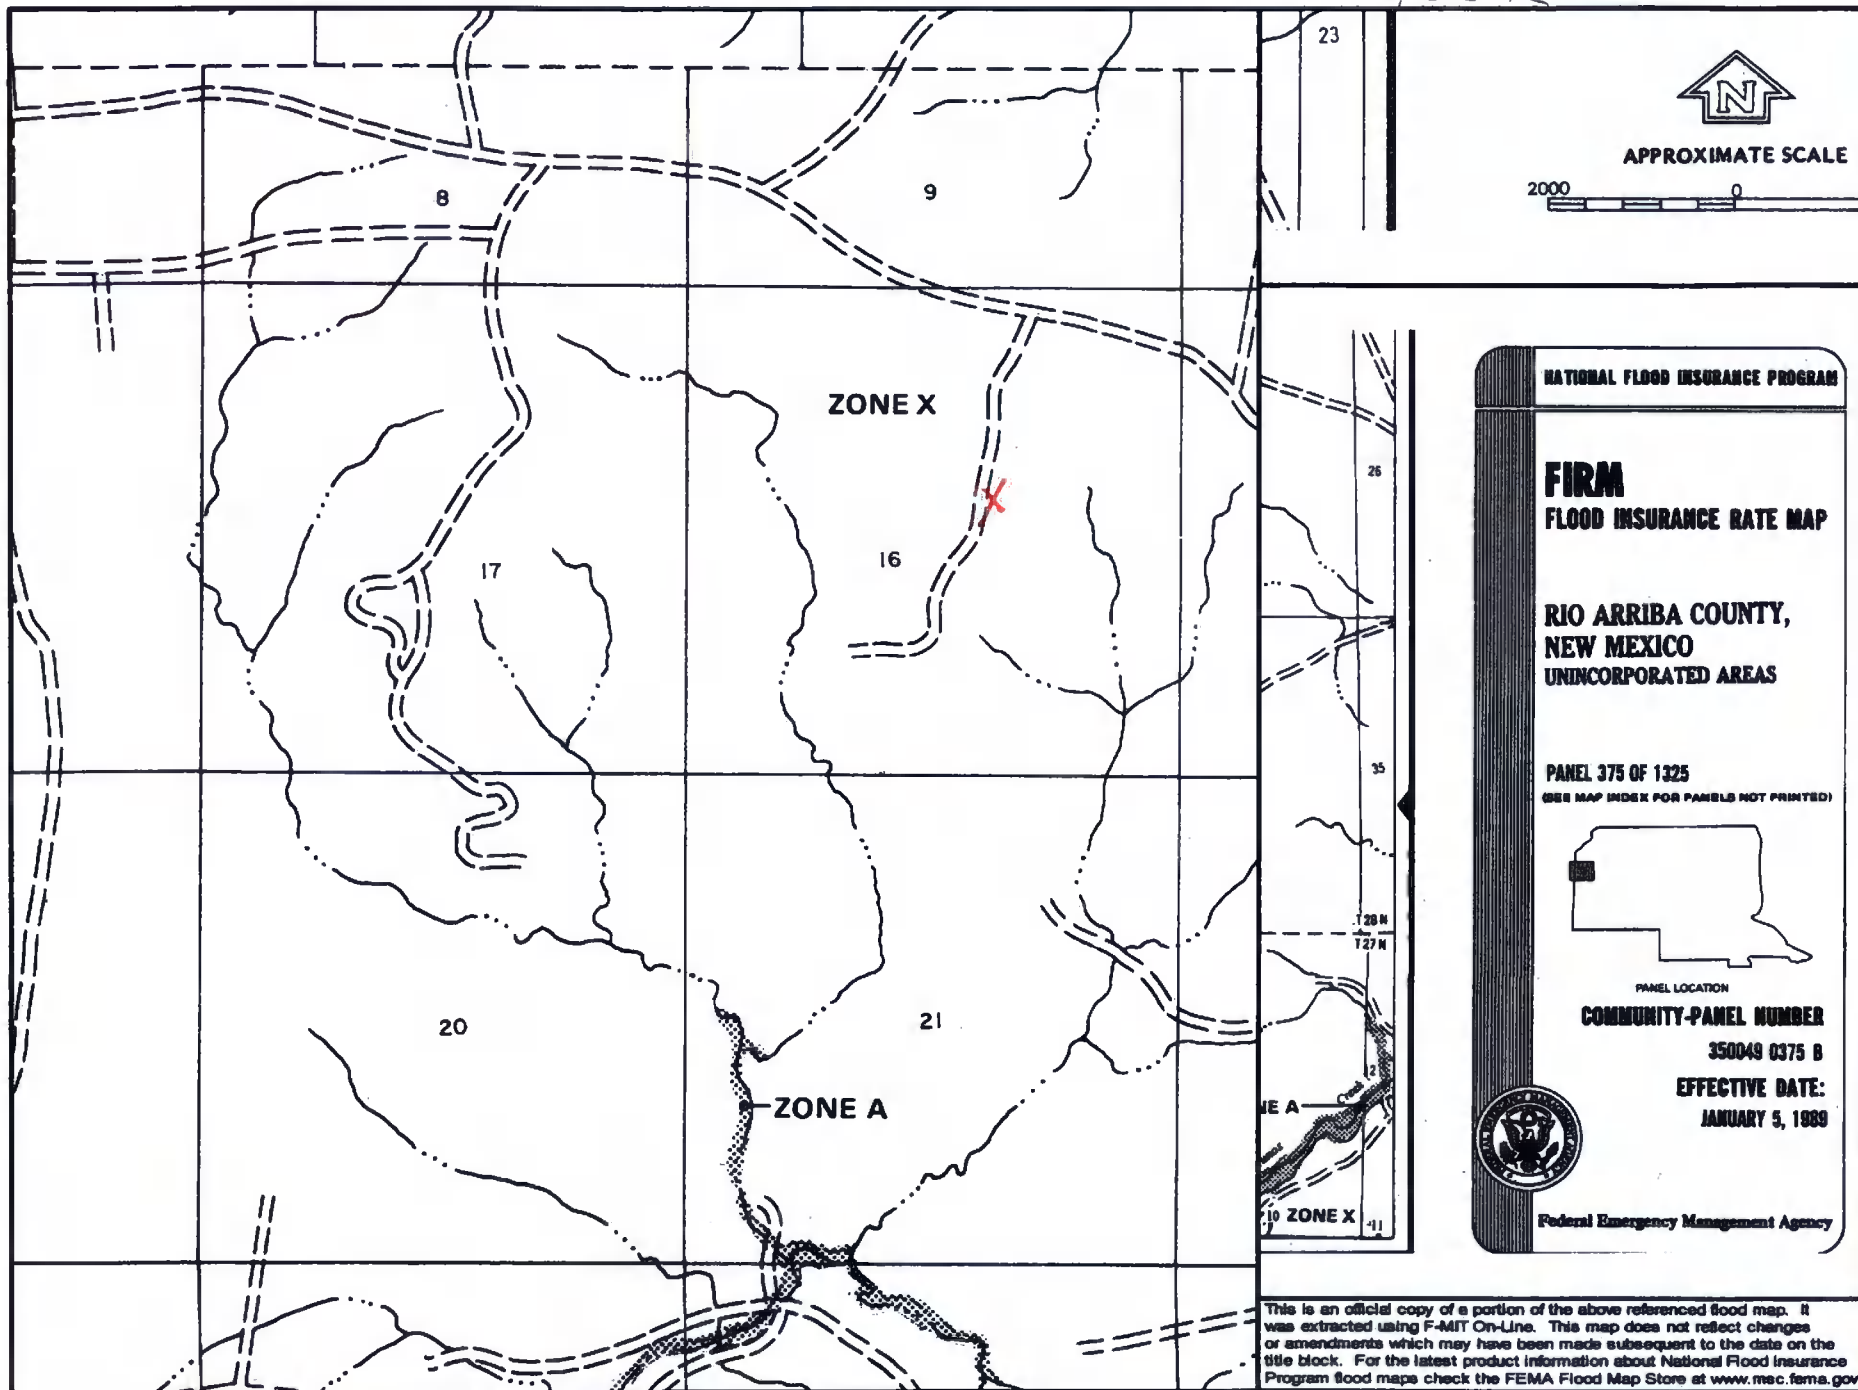 23
N
APPROXIMATE SCALE
2000 0
8
9
ZONE X
X
26
17
16
35
T 28 N
T 27 N
20
21
12
ZONE A
NE A
Creek
10 ZONE X 11
NATIONAL FLOOD INSURANCE PROGRAM
FIRM
FLOOD INSURANCE RATE MAP
RIO ARRIBA COUNTY,
NEW MEXICO
UNINCORPORATED AREAS
PANEL 375 OF 1325
(SEE MAP INDEX FOR PANELS NOT PRINTED)
PANEL LOCATION
COMMUNITY-PANEL NUMBER
350049 0375 B
EFFECTIVE DATE:
JANUARY 5, 1989
Federal Emergency Management Agency
This is an official copy of a portion of the above referenced flood map. It
was extracted using F-MIT On-Line. This map does not reflect changes
or amendments which may have been made subsequent to the date on the
title block. For the latest product information about National Flood Insurance
Program flood maps check the FEMA Flood Map Store at www.msc.fema.gov